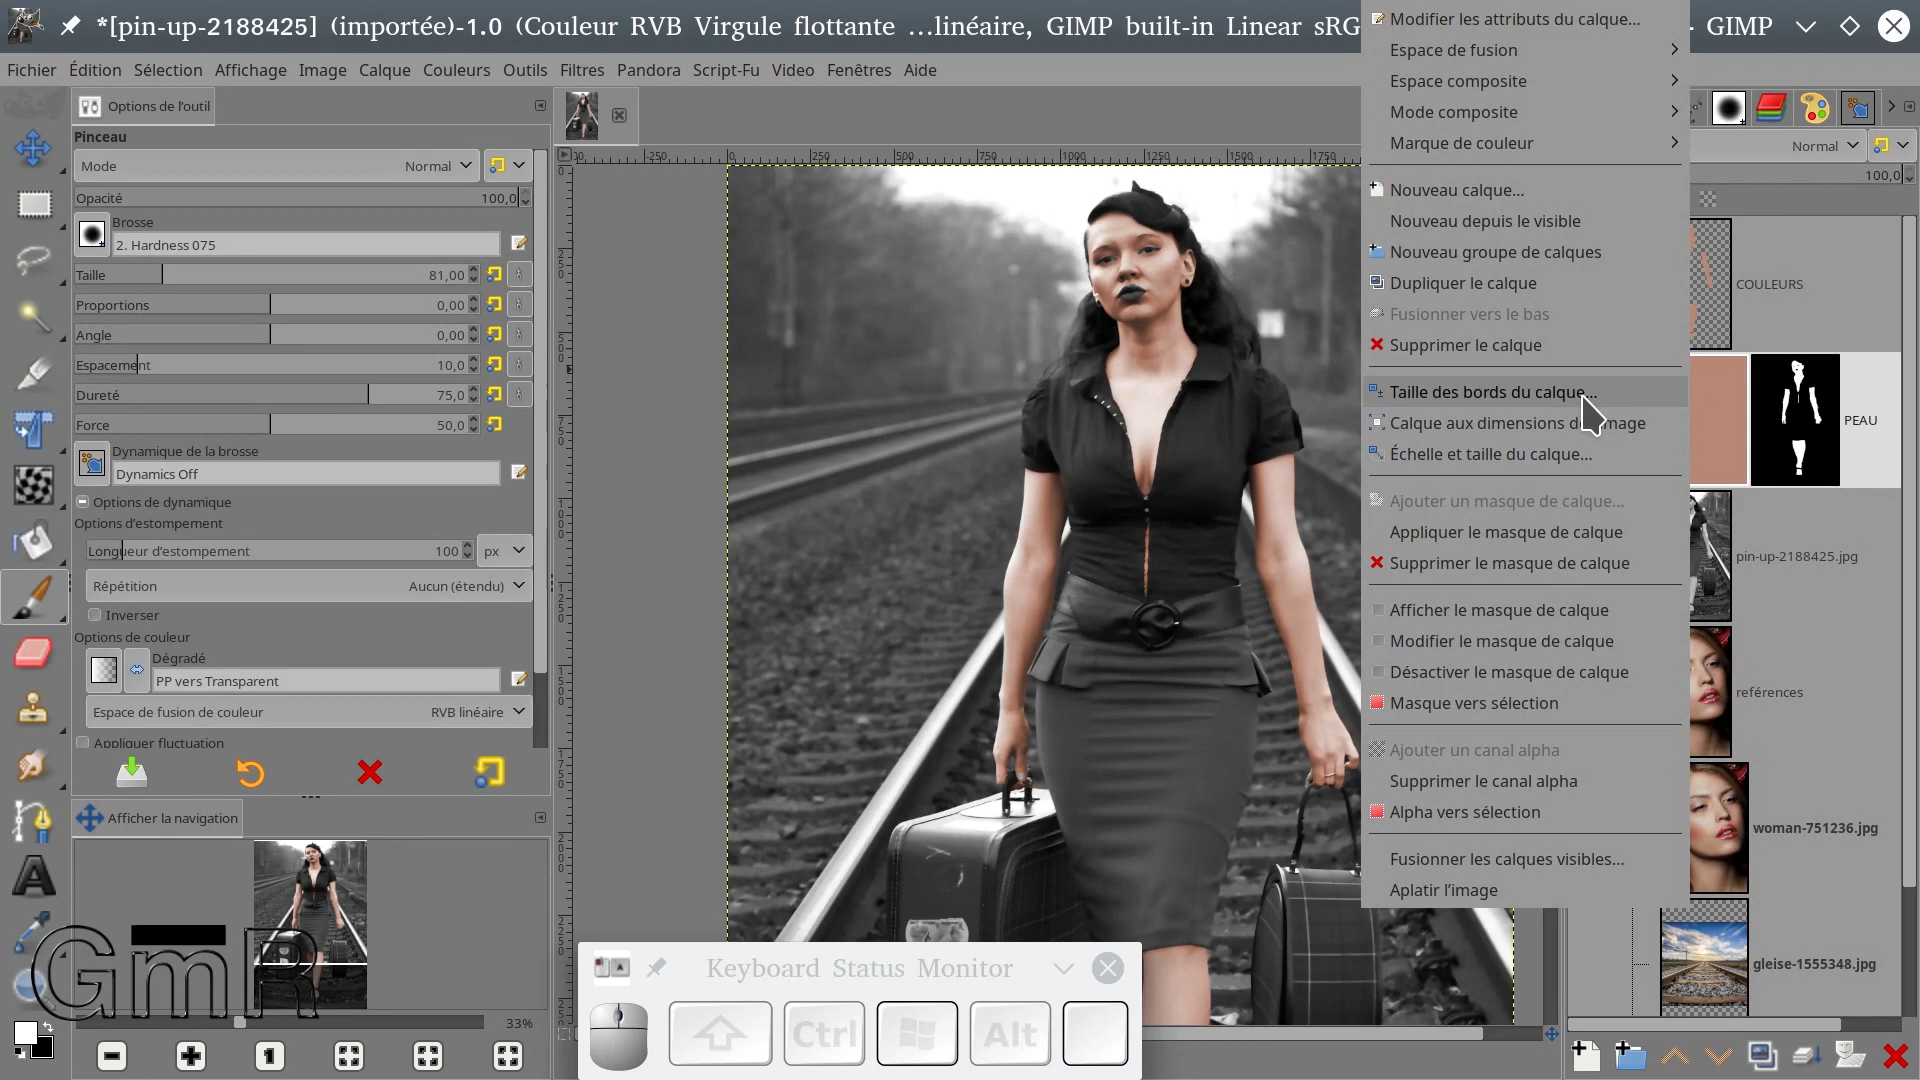 *[pin-up-2188425] (importée)-1.0 (Couleur RVB Virgule flottante ...linéaire, GIMP built-in Linear sRG
- GIMP
Fichier Édition Sélection Affichage Image Calque Couleurs Outils Filtres Pandora Script-Fu Video Fenêtres Aide
Options de l'outil
Pinceau
Mode Normal
Opacité 100,0
Brosse
2. Hardness 075
Taille 81,00
Proportions 0,00
Angle 0,00
Espacement 10,0
Dureté 75,0
Force 50,0
Dynamique de la brosse
Dynamics Off
Options de dynamique
Options d'estompement
Longueur d'estompement 100 px
Répétition Aucun (étendu)
Inverser
Options de couleur
Dégradé
PP vers Transparent
Espace de fusion de couleur RVB linéaire
Appliquer fluctuation
Afficher la navigation
GmR
33%
-250 0 250 500 750 1000 1250 1500 1750
Modifier les attributs du calque...
Espace de fusion
Espace composite
Mode composite
Marque de couleur
Nouveau calque...
Nouveau depuis le visible
Nouveau groupe de calques
Dupliquer le calque
Fusionner vers le bas
Supprimer le calque
Taille des bords du calque...
Calque aux dimensions de l'image
Échelle et taille du calque...
Ajouter un masque de calque...
Appliquer le masque de calque
Supprimer le masque de calque
Afficher le masque de calque
Modifier le masque de calque
Désactiver le masque de calque
Masque vers sélection
Ajouter un canal alpha
Supprimer le canal alpha
Alpha vers sélection
Fusionner les calques visibles...
Aplatir l'image
Normal
100,0
COULEURS
PEAU
pin-up-2188425.jpg
reférences
woman-751236.jpg
gleise-1555348.jpg
Keyboard Status Monitor
Ctrl Alt